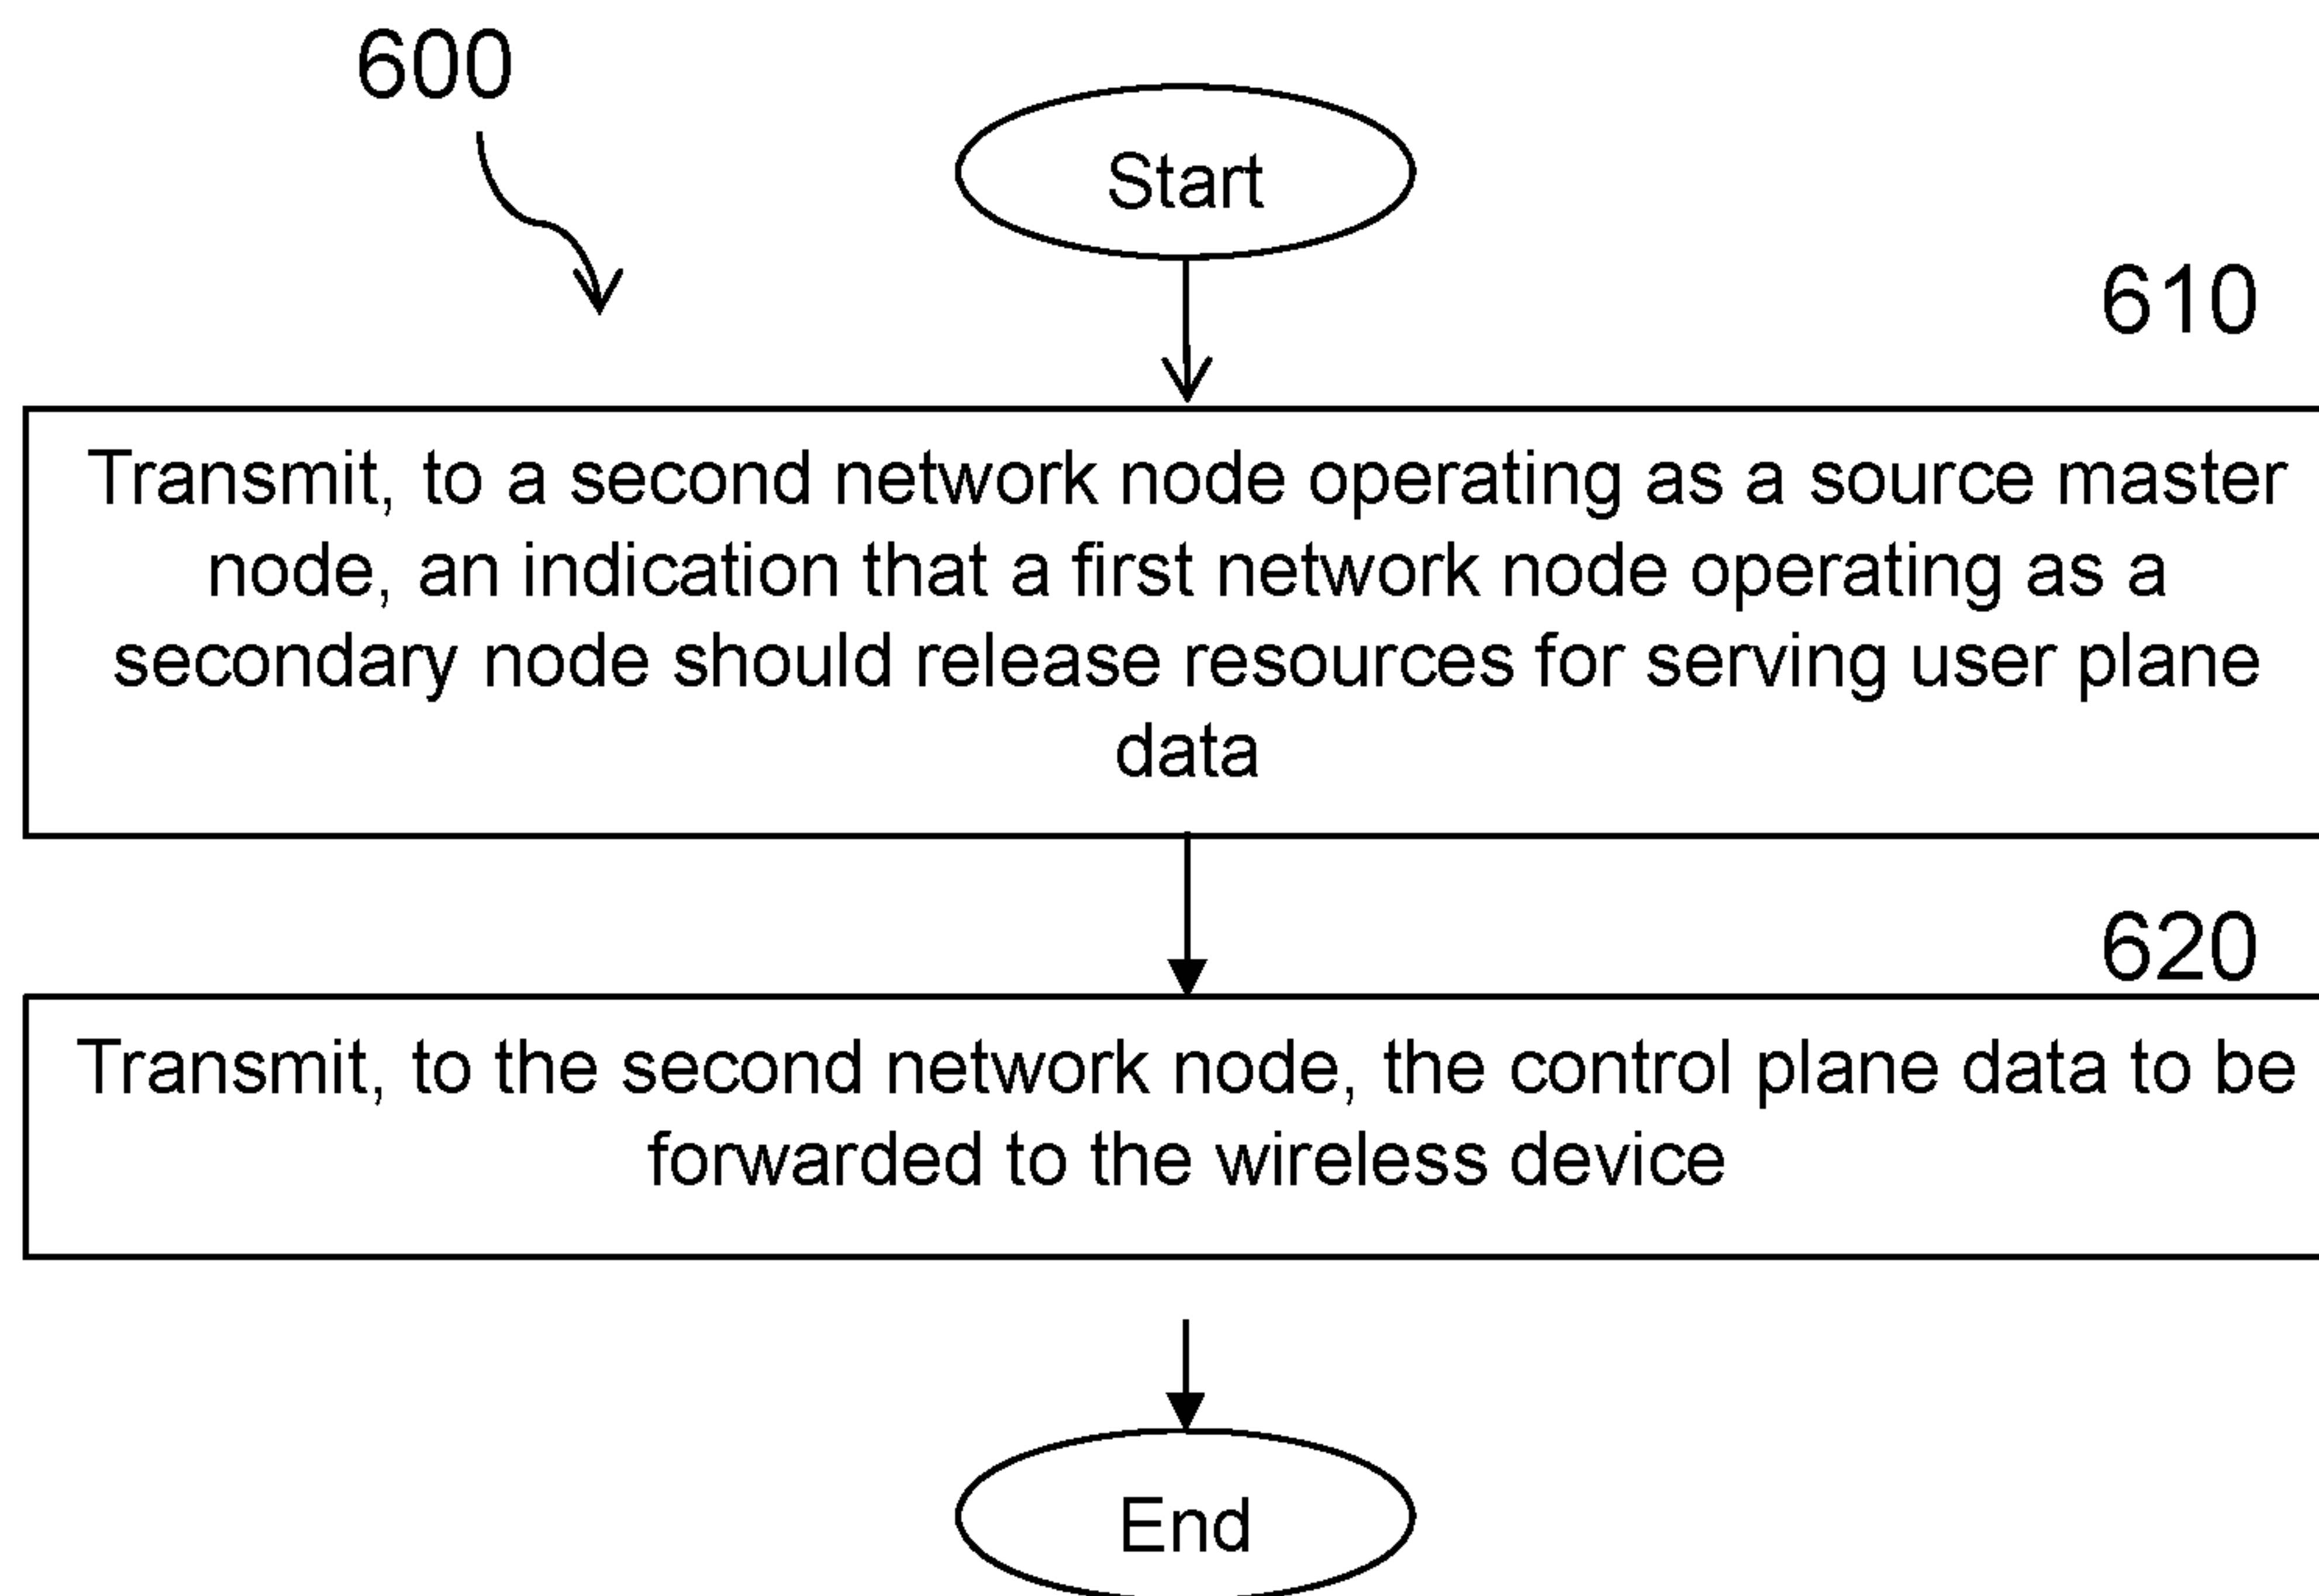 600
Start
610
Transmit, to a second network node operating as a source master
node, an indication that a first network node operating as a
secondary node should release resources for serving user plane
data
620
Transmit, to the second network node, the control plane data to be
forwarded to the wireless device
End